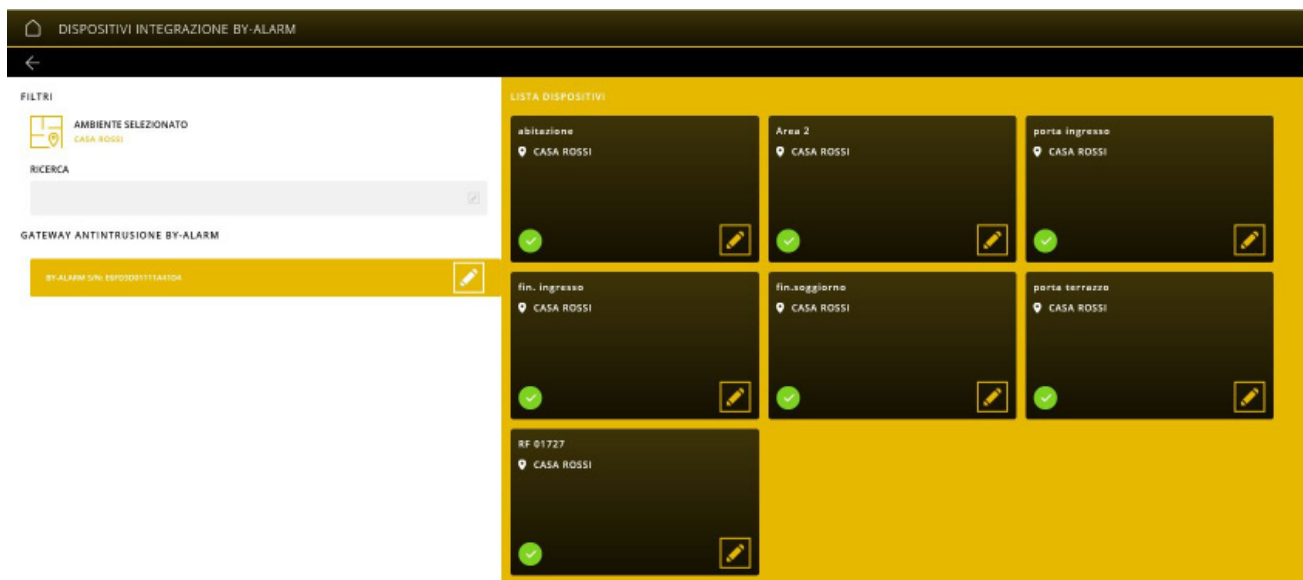 DISPOSITIVI INTEGRAZIONE BY-ALARM
FILTRI
AMBIENTE SELEZIONATO
CASA ROSSI
RICERCA
GATEWAY ANTINTRUSIONE BY-ALARM
BY-ALARM S/N:
LISTA DISPOSITIVI
abitazione
CASA ROSSI
Area 2
CASA ROSSI
porta ingresso
CASA ROSSI
fin. ingresso
CASA ROSSI
fin.soggiorno
CASA ROSSI
porta terrazzo
CASA ROSSI
RF 01727
CASA ROSSI